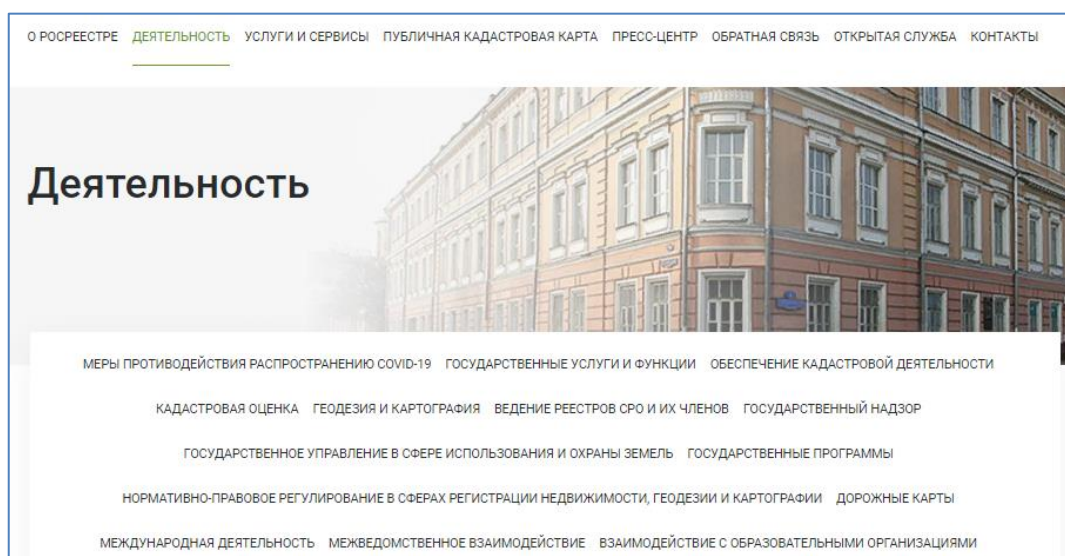 О РОСРЕЕСТРЕ ДЕЯТЕЛЬНОСТЬ УСЛУГИ И СЕРВИСЫ ПУБЛИЧНАЯ КАДАСТРОВАЯ КАРТА ПРЕСС-ЦЕНТР ОБРАТНАЯ СВЯЗЬ ОТКРЫТАЯ СЛУЖБА КОНТАКТЫ
Деятельность
МЕРЫ ПРОТИВОДЕЙСТВИЯ РАСПРОСТРАНЕНИЮ COVID-19 ГОСУДАРСТВЕННЫЕ УСЛУГИ И ФУНКЦИИ ОБЕСПЕЧЕНИЕ КАДАСТРОВОЙ ДЕЯТЕЛЬНОСТИ
КАДАСТРОВАЯ ОЦЕНКА ГЕОДЕЗИЯ И КАРТОГРАФИЯ ВЕДЕНИЕ РЕЕСТРОВ СРО И ИХ ЧЛЕНОВ ГОСУДАРСТВЕННЫЙ НАДЗОР
ГОСУДАРСТВЕННОЕ УПРАВЛЕНИЕ В СФЕРЕ ИСПОЛЬЗОВАНИЯ И ОХРАНЫ ЗЕМЕЛЬ ГОСУДАРСТВЕННЫЕ ПРОГРАММЫ
НОРМАТИВНО-ПРАВОВОЕ РЕГУЛИРОВАНИЕ В СФЕРАХ РЕГИСТРАЦИИ НЕДВИЖИМОСТИ, ГЕОДЕЗИИ И КАРТОГРАФИИ ДОРОЖНЫЕ КАРТЫ
МЕЖДУНАРОДНАЯ ДЕЯТЕЛЬНОСТЬ МЕЖВЕДОМСТВЕННОЕ ВЗАИМОДЕЙСТВИЕ ВЗАИМОДЕЙСТВИЕ С ОБРАЗОВАТЕЛЬНЫМИ ОРГАНИЗАЦИЯМИ